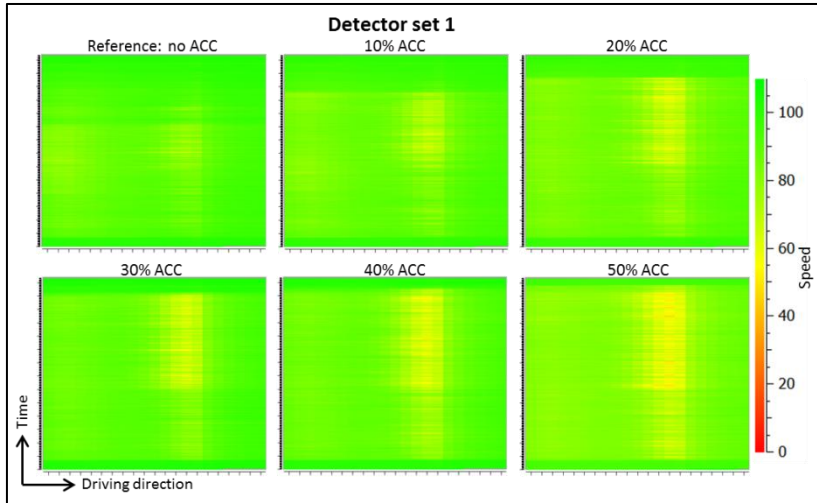 Detector set 1
Reference: no ACC
10% ACC
20% ACC
30% ACC
40% ACC
50% ACC
100
80
60
40
20
0
Speed
Time
Driving direction